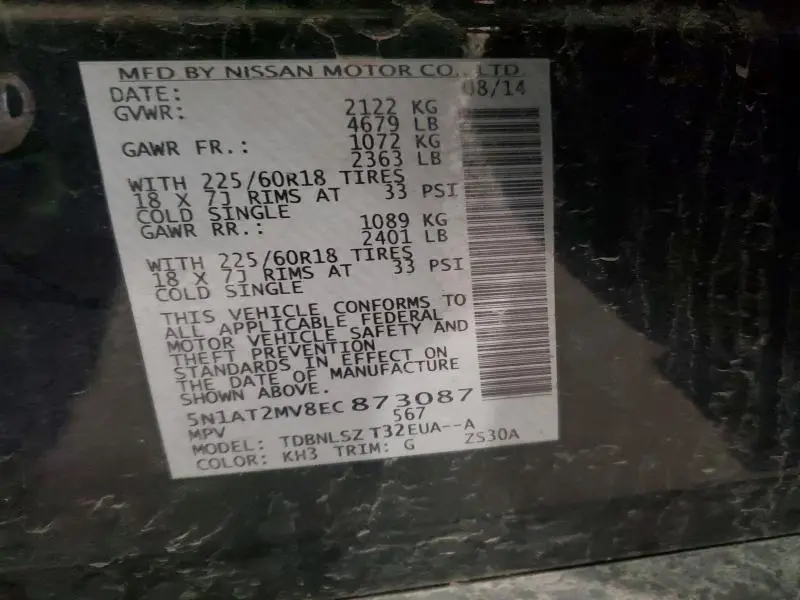 MFD BY NISSAN MOTOR CO., LTD.
DATE: 08/14
GVWR: 2122 KG
4679 LB
GAWR FR.: 1072 KG
2363 LB
WITH 225/60R18 TIRES
18 X 7J RIMS AT 33 PSI
COLD SINGLE
GAWR RR.: 1089 KG
2401 LB
WITH 225/60R18 TIRES
18 X 7J RIMS AT 33 PSI
COLD SINGLE
THIS VEHICLE CONFORMS TO
ALL APPLICABLE FEDERAL
MOTOR VEHICLE SAFETY AND
THEFT PREVENTION
STANDARDS IN EFFECT ON
THE DATE OF MANUFACTURE
SHOWN ABOVE.
5N1AT2MV8EC 873087
MPV 567
MODEL: TDBNLSZ T32EUA--A
COLOR: KH3 TRIM: G ZS30A